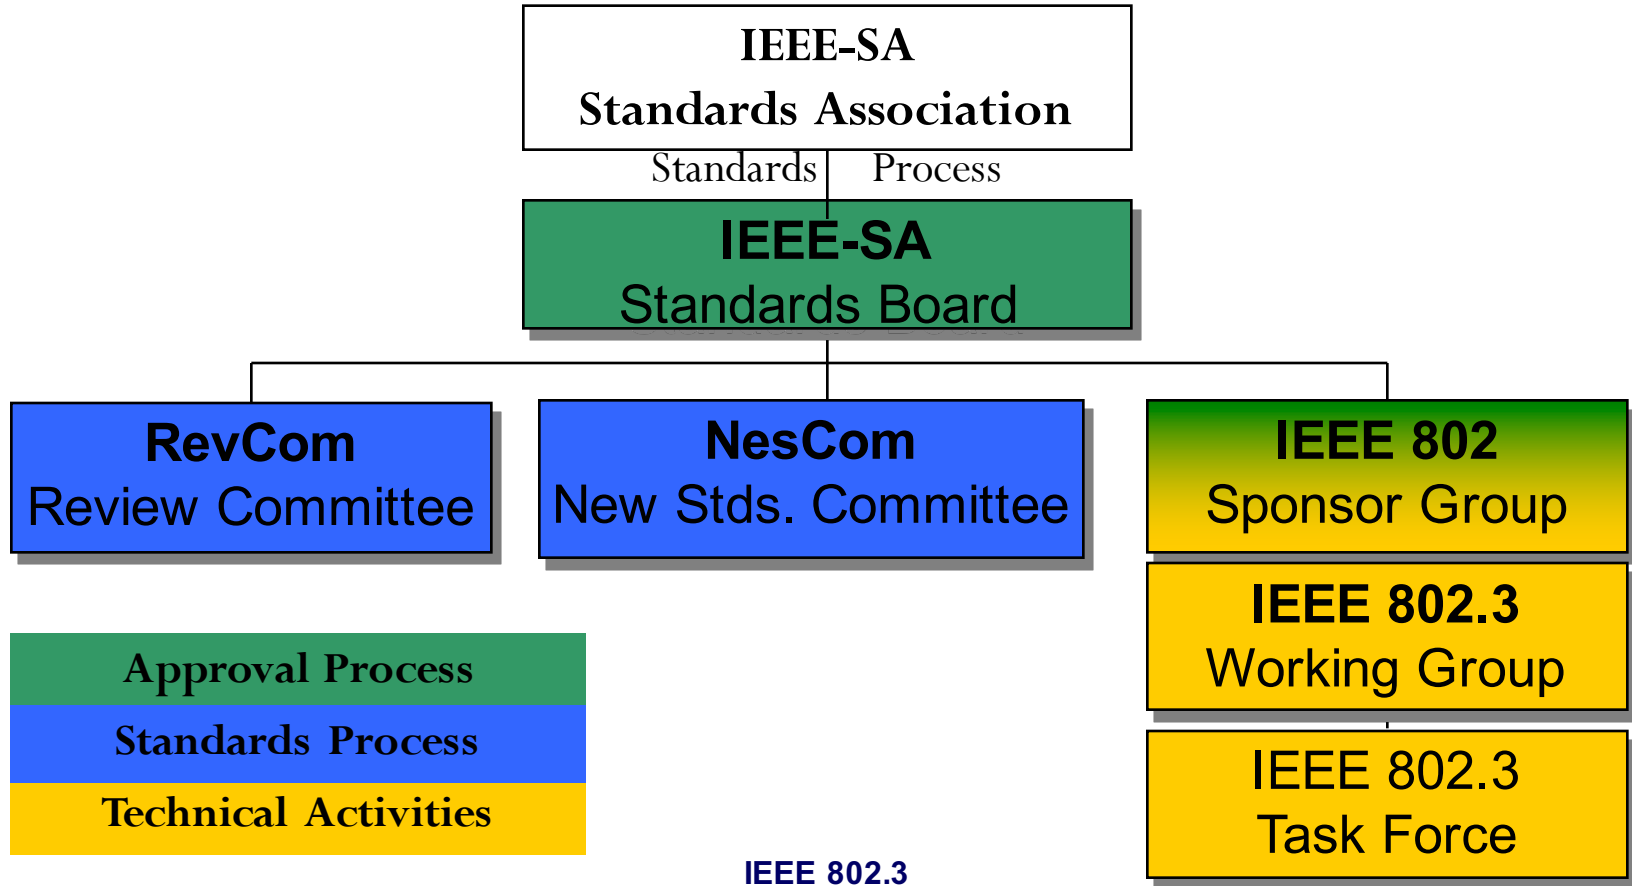 IEEE-SA
Standards Association
Standards Process
IEEE-SA
Standards Board
RevCom
Review Committee
NesCom
New Stds. Committee
IEEE 802
Sponsor Group
IEEE 802.3
Working Group
IEEE 802.3
Task Force
Approval Process
Standards Process
Technical Activities
IEEE 802.3